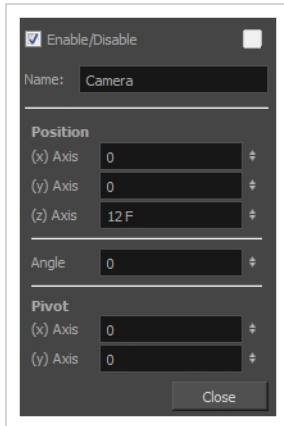 Enable/Disable
Name: Camera
Position
(x) Axis 0
(y) Axis 0
(z) Axis 12 F
Angle 0
Pivot
(x) Axis 0
(y) Axis 0
Close